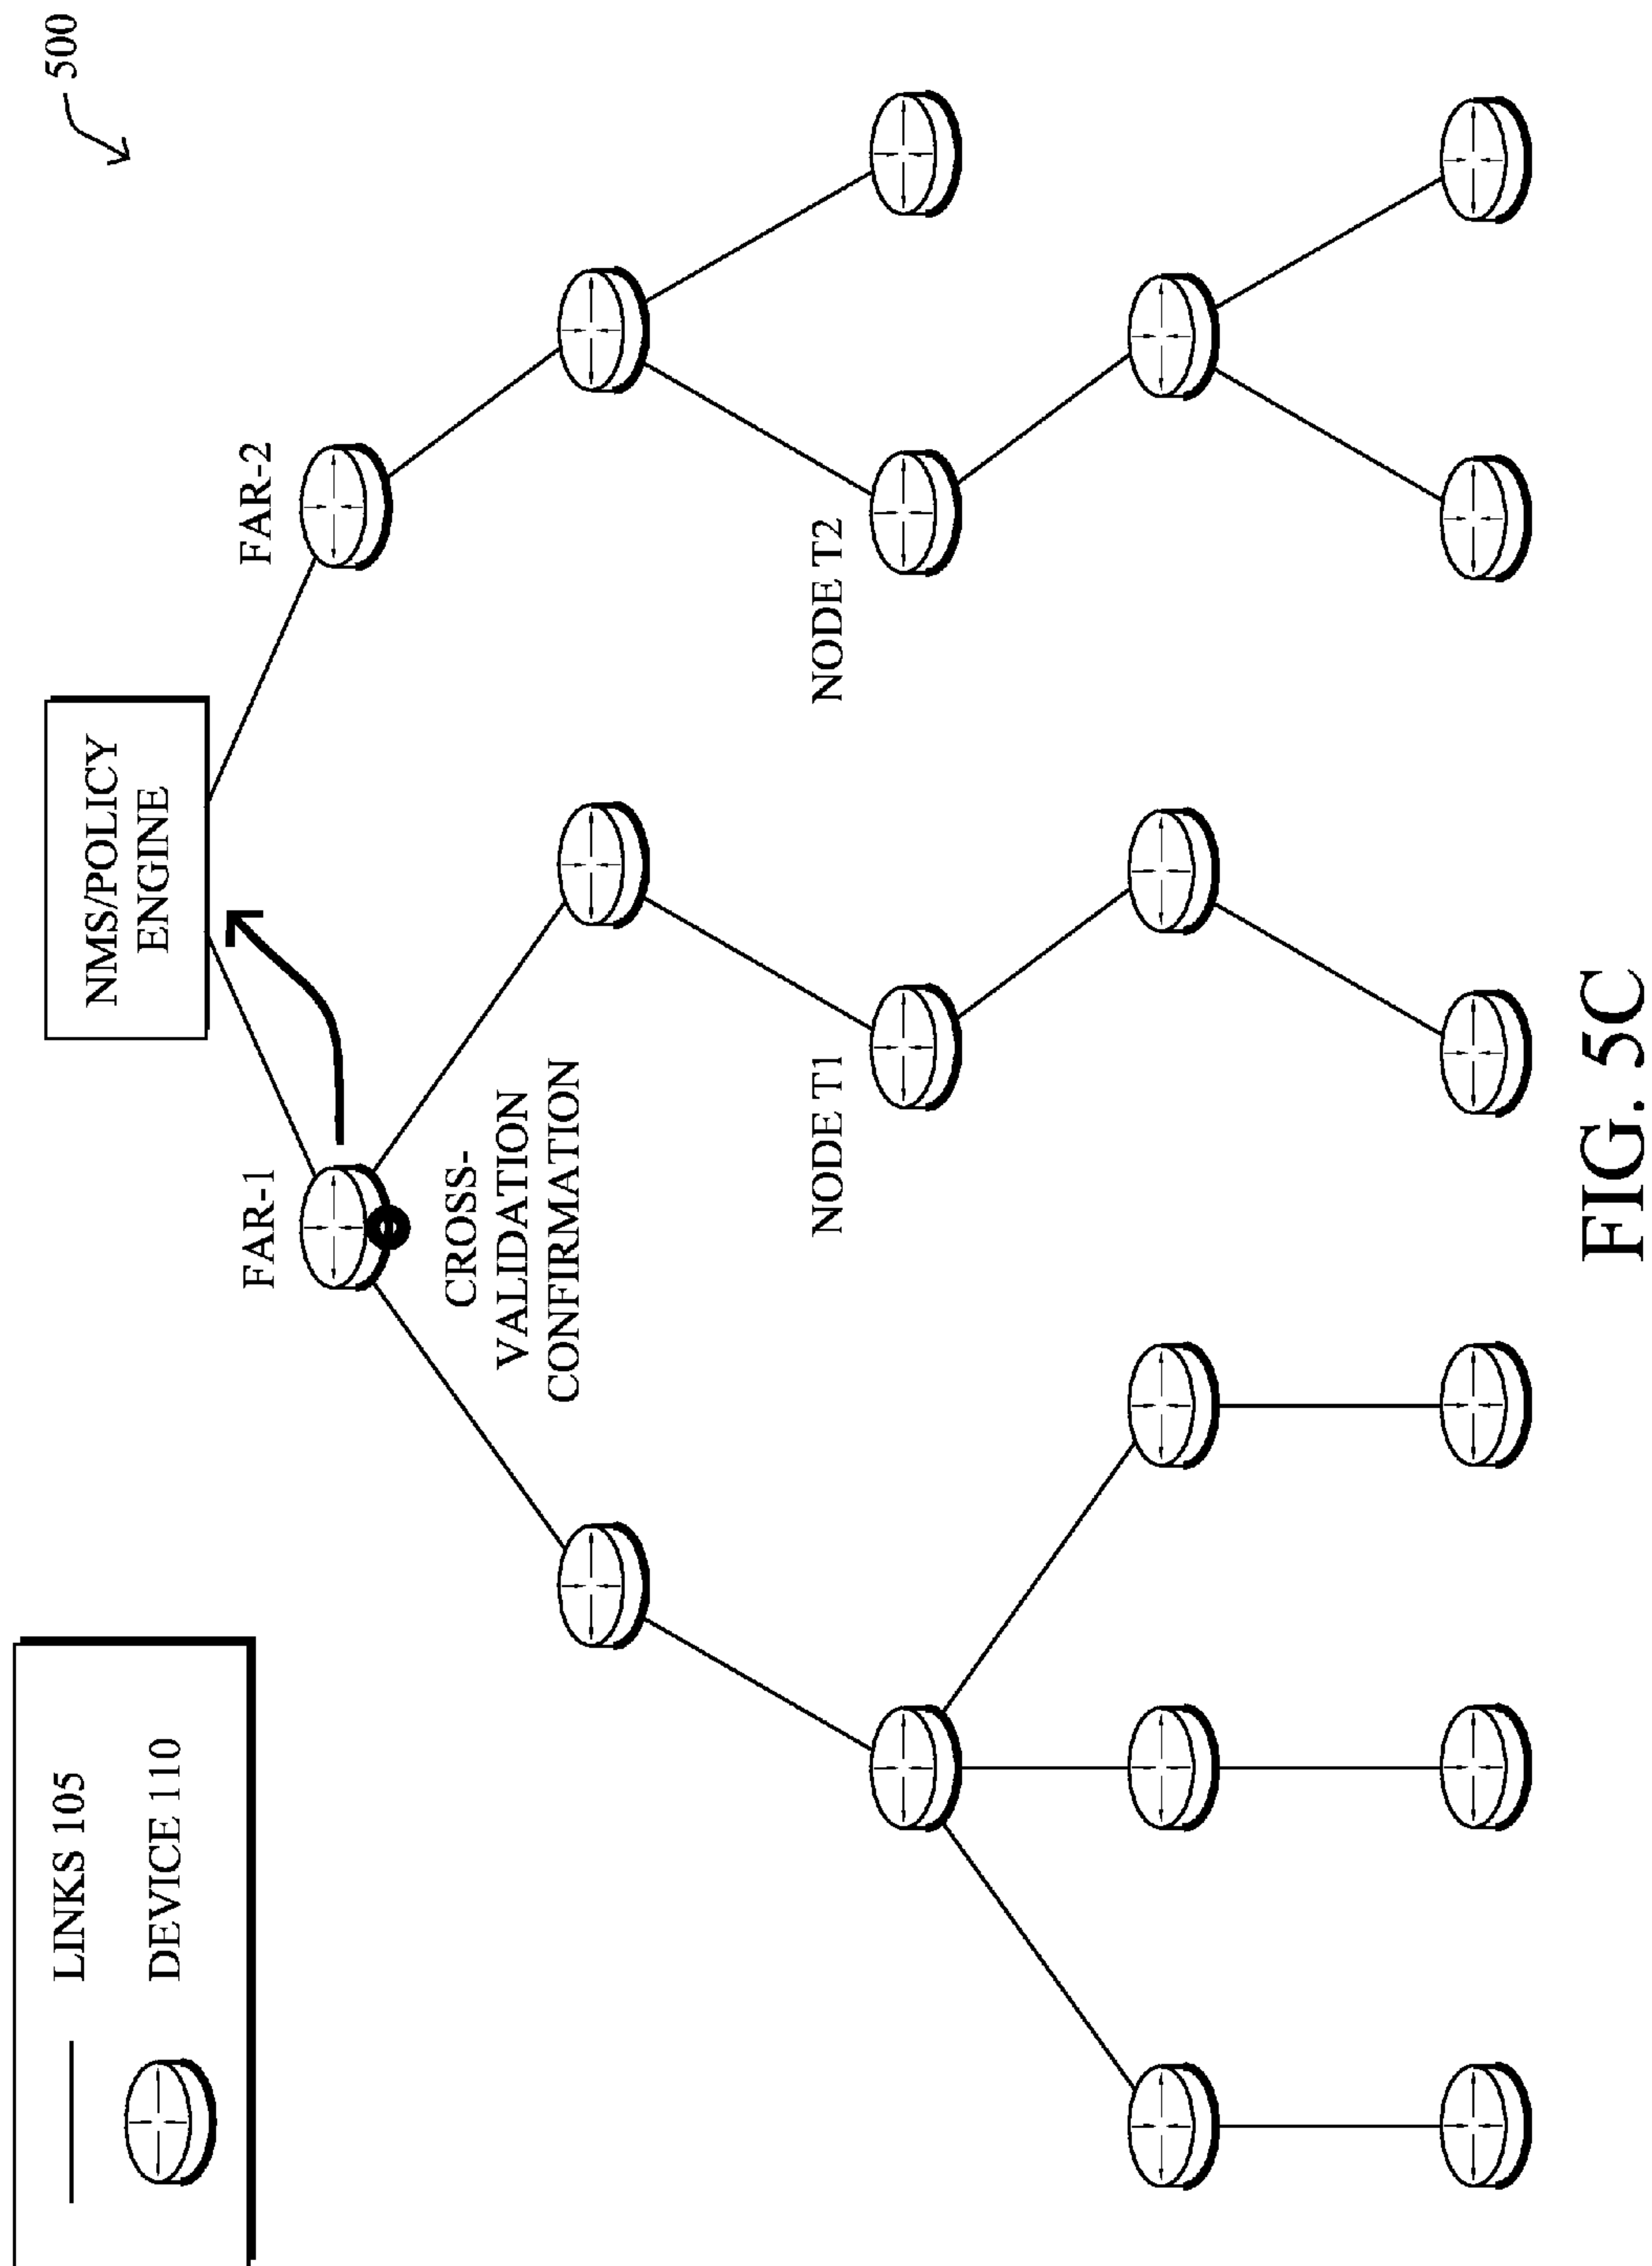 LINKS 105
DEVICE 110
500
NMS/POLICY
ENGINE
FAR-1
FAR-2
CROSS-
VALIDATION
CONFIRMATION
NODE T1
NODE T2
FIG. 5C